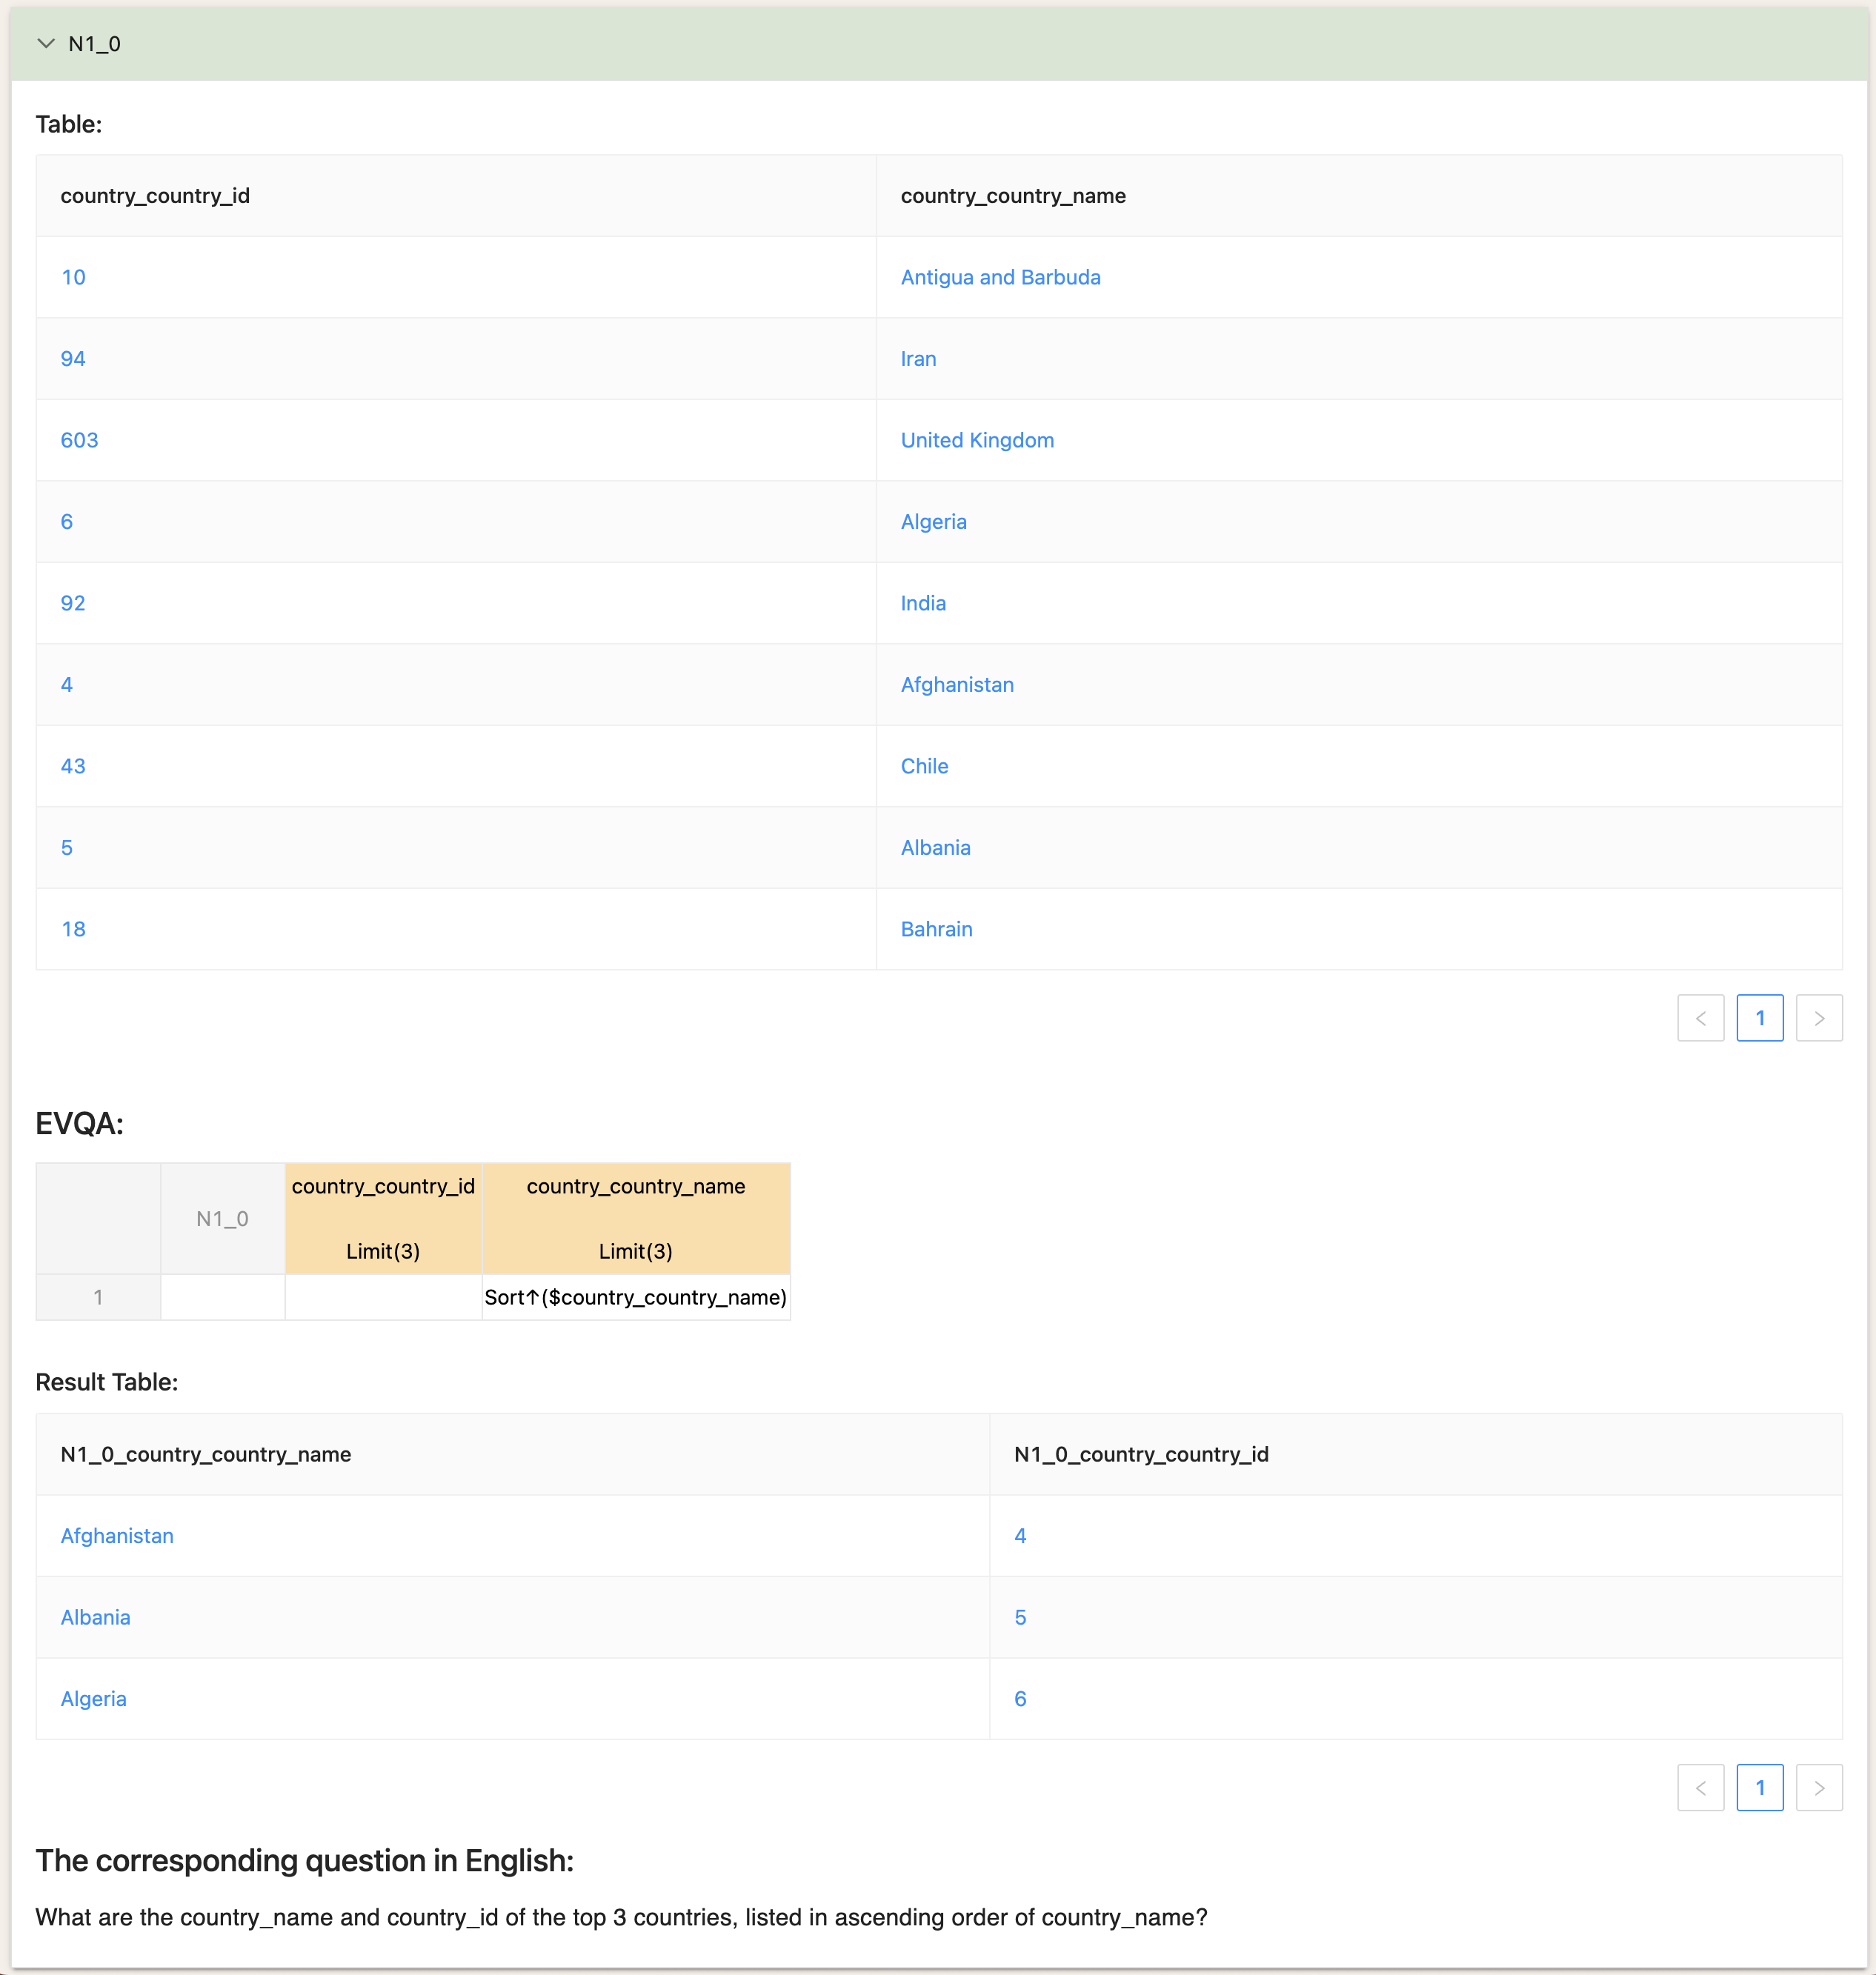 N1_0
Table:
country_country_id country_country_name
10 Antigua and Barbuda
94 Iran
603 United Kingdom
6 Algeria
92 India
4 Afghanistan
43 Chile
5 Albania
18 Bahrain
< 1 >
EVQA:
N1_0 country_country_id country_country_name
Limit(3) Limit(3)
1 Sort↑($country_country_name)
Result Table:
N1_0_country_country_name N1_0_country_country_id
Afghanistan 4
Albania 5
Algeria 6
< 1 >
The corresponding question in English:
What are the country_name and country_id of the top 3 countries, listed in ascending order of country_name?